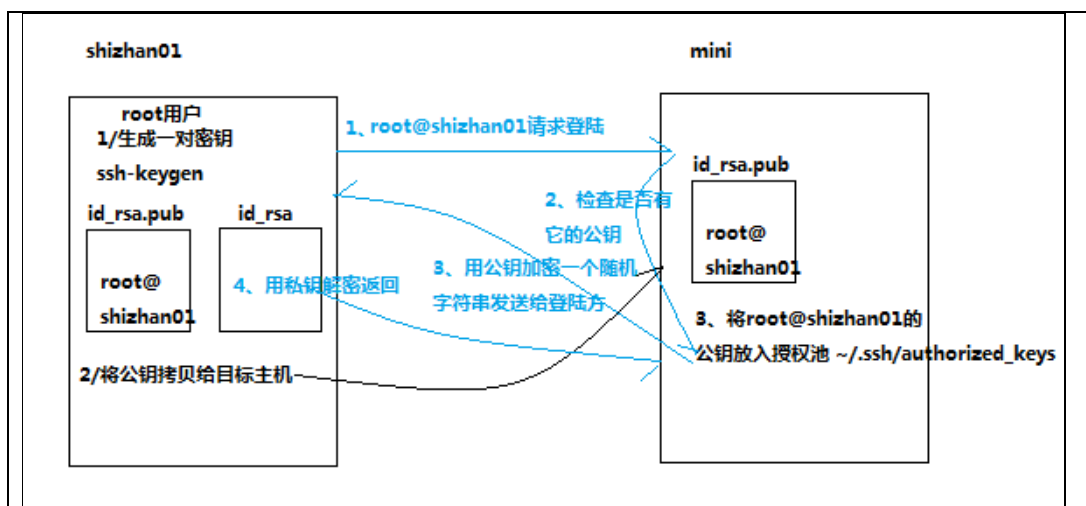 shizhan01
mini
root用户
1/生成一对密钥
ssh-keygen
id_rsa.pub
id_rsa
root@
shizhan01
2/将公钥拷贝给目标主机
1、root@shizhan01请求登陆
2、检查是否有
它的公钥
3、用公钥加密一个随机
字符串发送给登陆方
4、用私钥解密返回
id_rsa.pub
root@
shizhan01
3、将root@shizhan01的
公钥放入授权池 ~/.ssh/authorized_keys